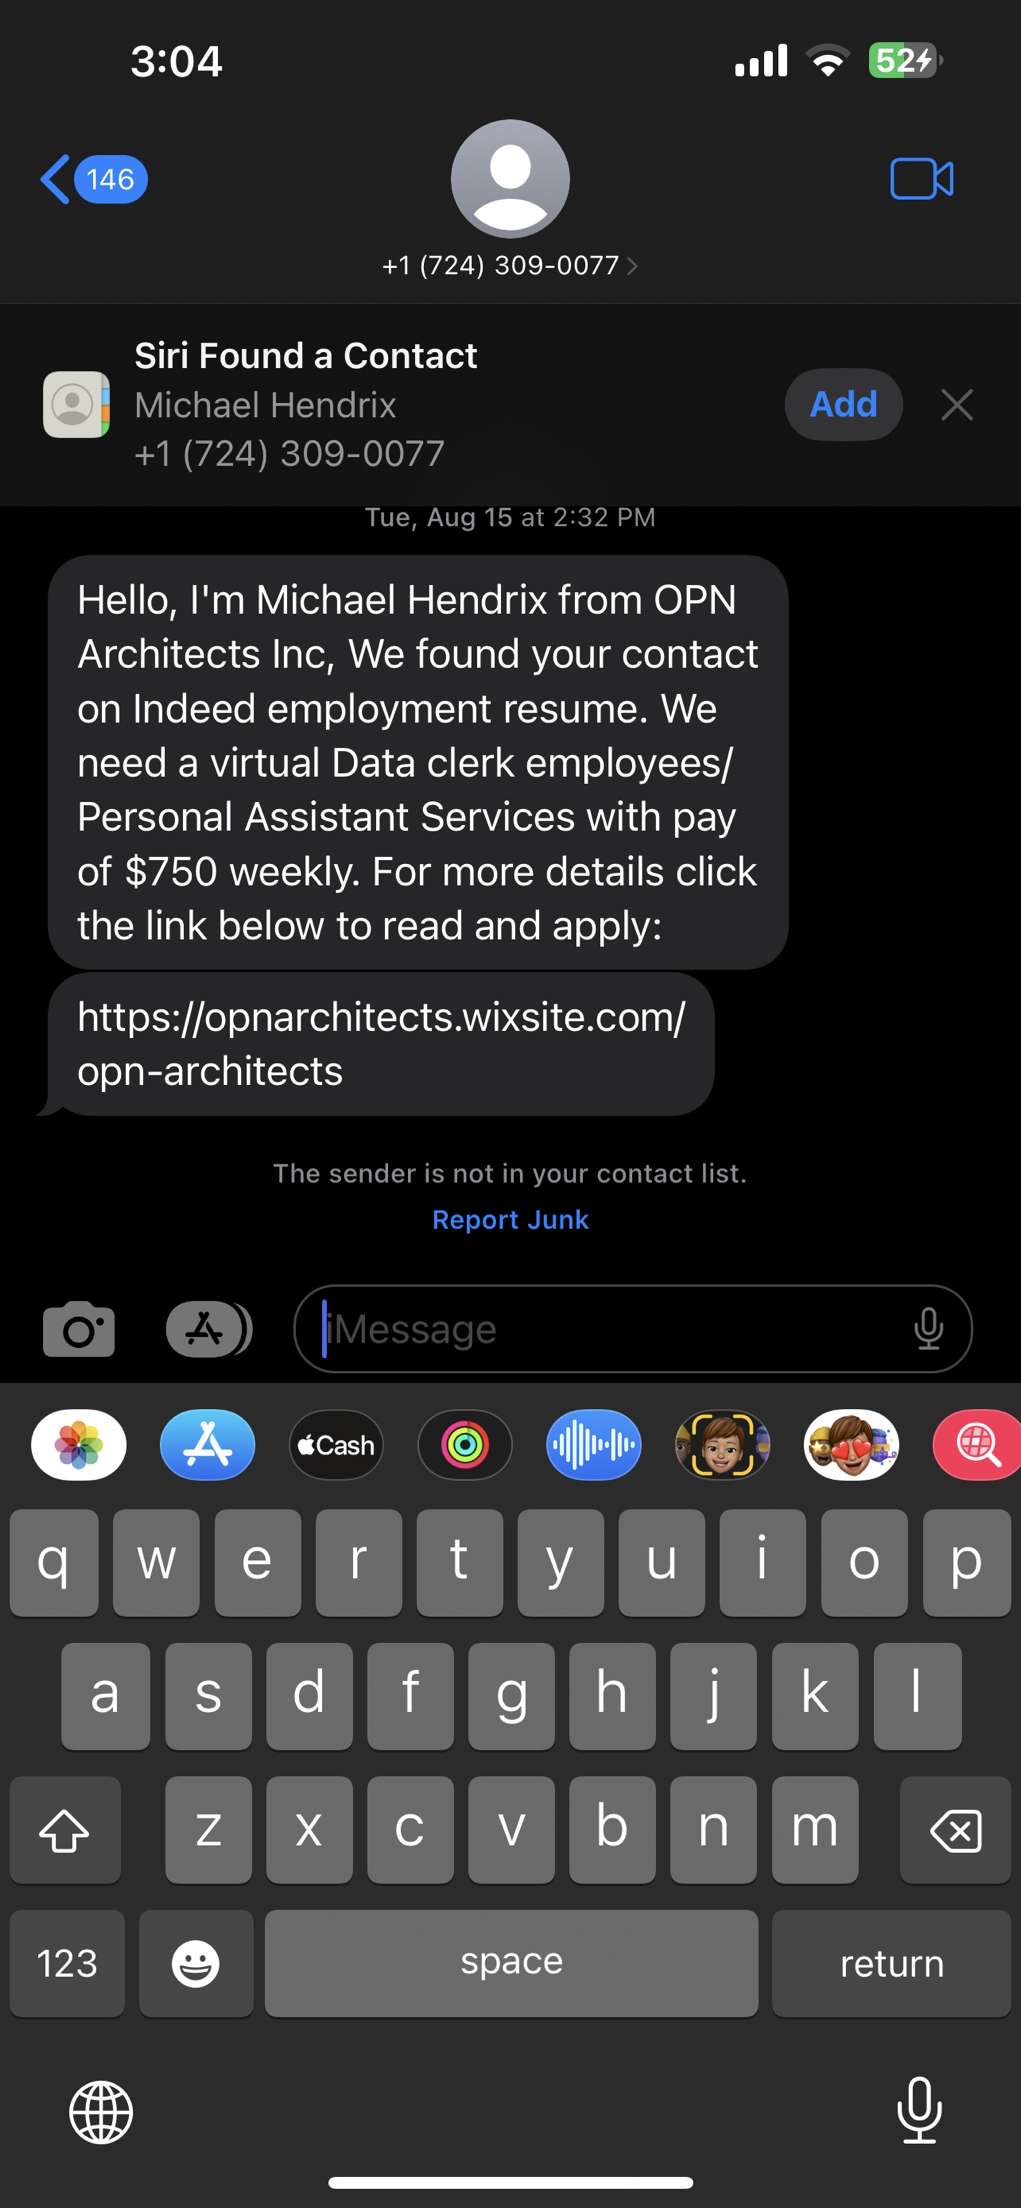 3:04
52
146
+1 (724) 309-0077
Siri Found a Contact
Michael Hendrix
+1 (724) 309-0077
Add
Tue, Aug 15 at 2:32 PM
Hello, I'm Michael Hendrix from OPN
Architects Inc, We found your contact
on Indeed employment resume. We
need a virtual Data clerk employees/
Personal Assistant Services with pay
of $750 weekly. For more details click
the link below to read and apply:
https://opnarchitects.wixsite.com/
opn-architects
The sender is not in your contact list.
Report Junk
iMessage
Cash
q w e r t y u i o p
a s d f g h j k l
z x c v b n m
123 space return